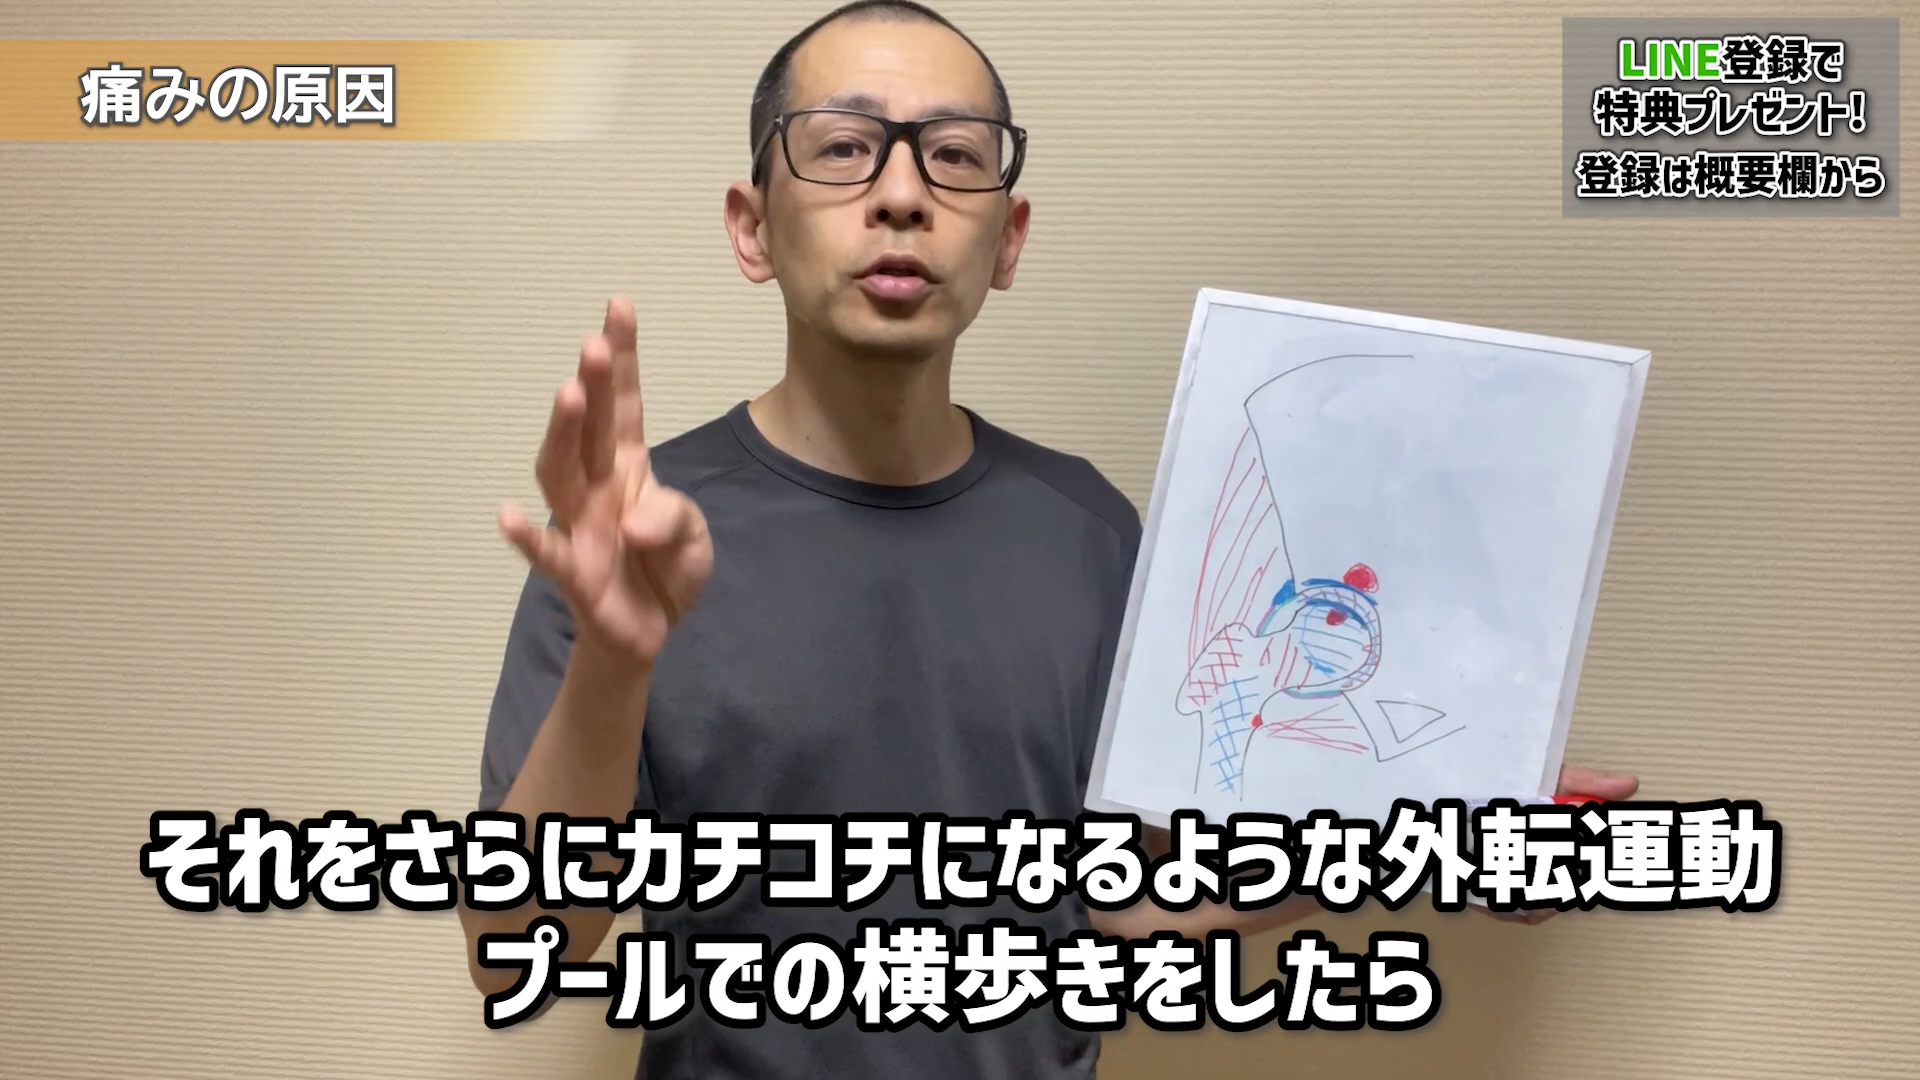 痛みの原因
LINE登録で
特典プレゼント!
登録は概要欄から
それをさらにカチコチになるような外転運動
プールでの横歩きをしたら